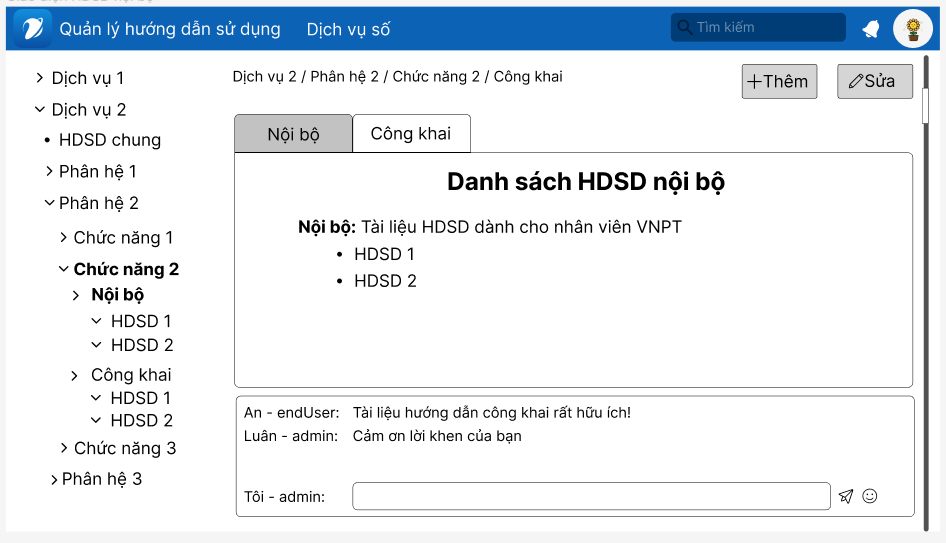 Quản lý hướng dẫn sử dụng Dịch vụ số Tìm kiếm
Dịch vụ 1
Dịch vụ 2
• HDSD chung
Phân hệ 1
Phân hệ 2
Chức năng 1
Chức năng 2
Nội bộ
HDSD 1
HDSD 2
Công khai
HDSD 1
HDSD 2
Chức năng 3
Phân hệ 3
Dịch vụ 2 / Phân hệ 2 / Chức năng 2 / Công khai
+Thêm Sửa
Nội bộ Công khai
Danh sách HDSD nội bộ
Nội bộ: Tài liệu HDSD dành cho nhân viên VNPT
• HDSD 1
• HDSD 2
An - endUser: Tài liệu hướng dẫn công khai rất hữu ích!
Luân - admin: Cảm ơn lời khen của bạn
Tôi - admin: